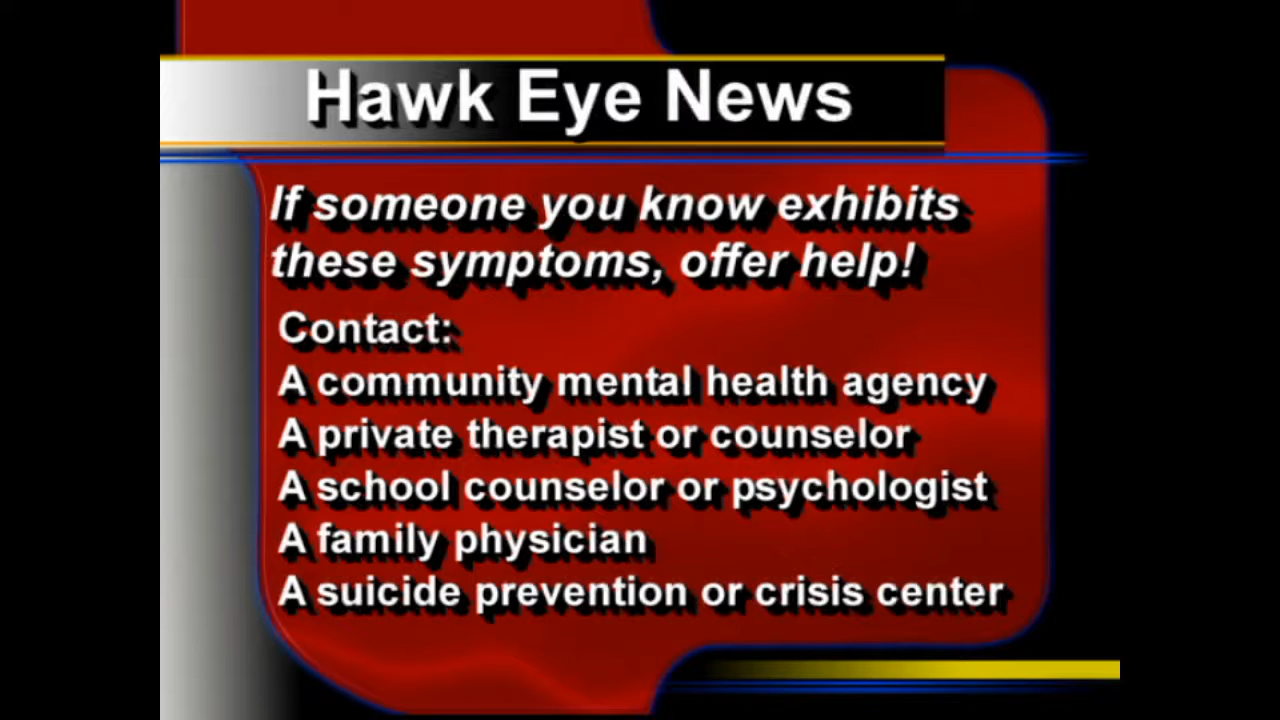 Hawk Eye News
If someone you know exhibits
these symptoms, offer help!
Contact:
A community mental health agency
A private therapist or counselor
A school counselor or psychologist
A family physician
A suicide prevention or crisis center